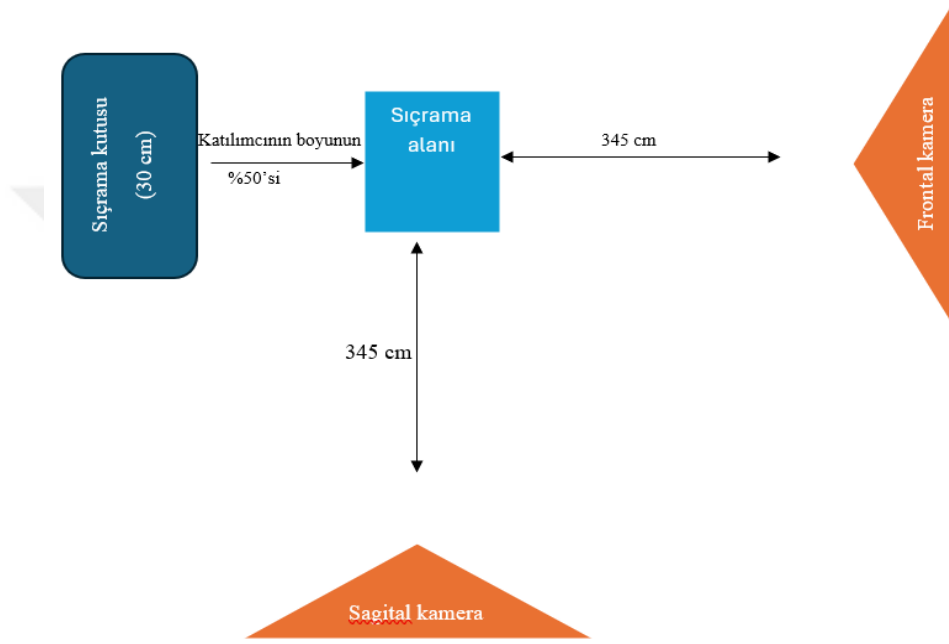 Sıçrama kutusu
(30 cm)
Katılımcının boyunun
%50’si
Sıçrama
alanı
345 cm
Frontal kamera
345 cm
Sagital kamera